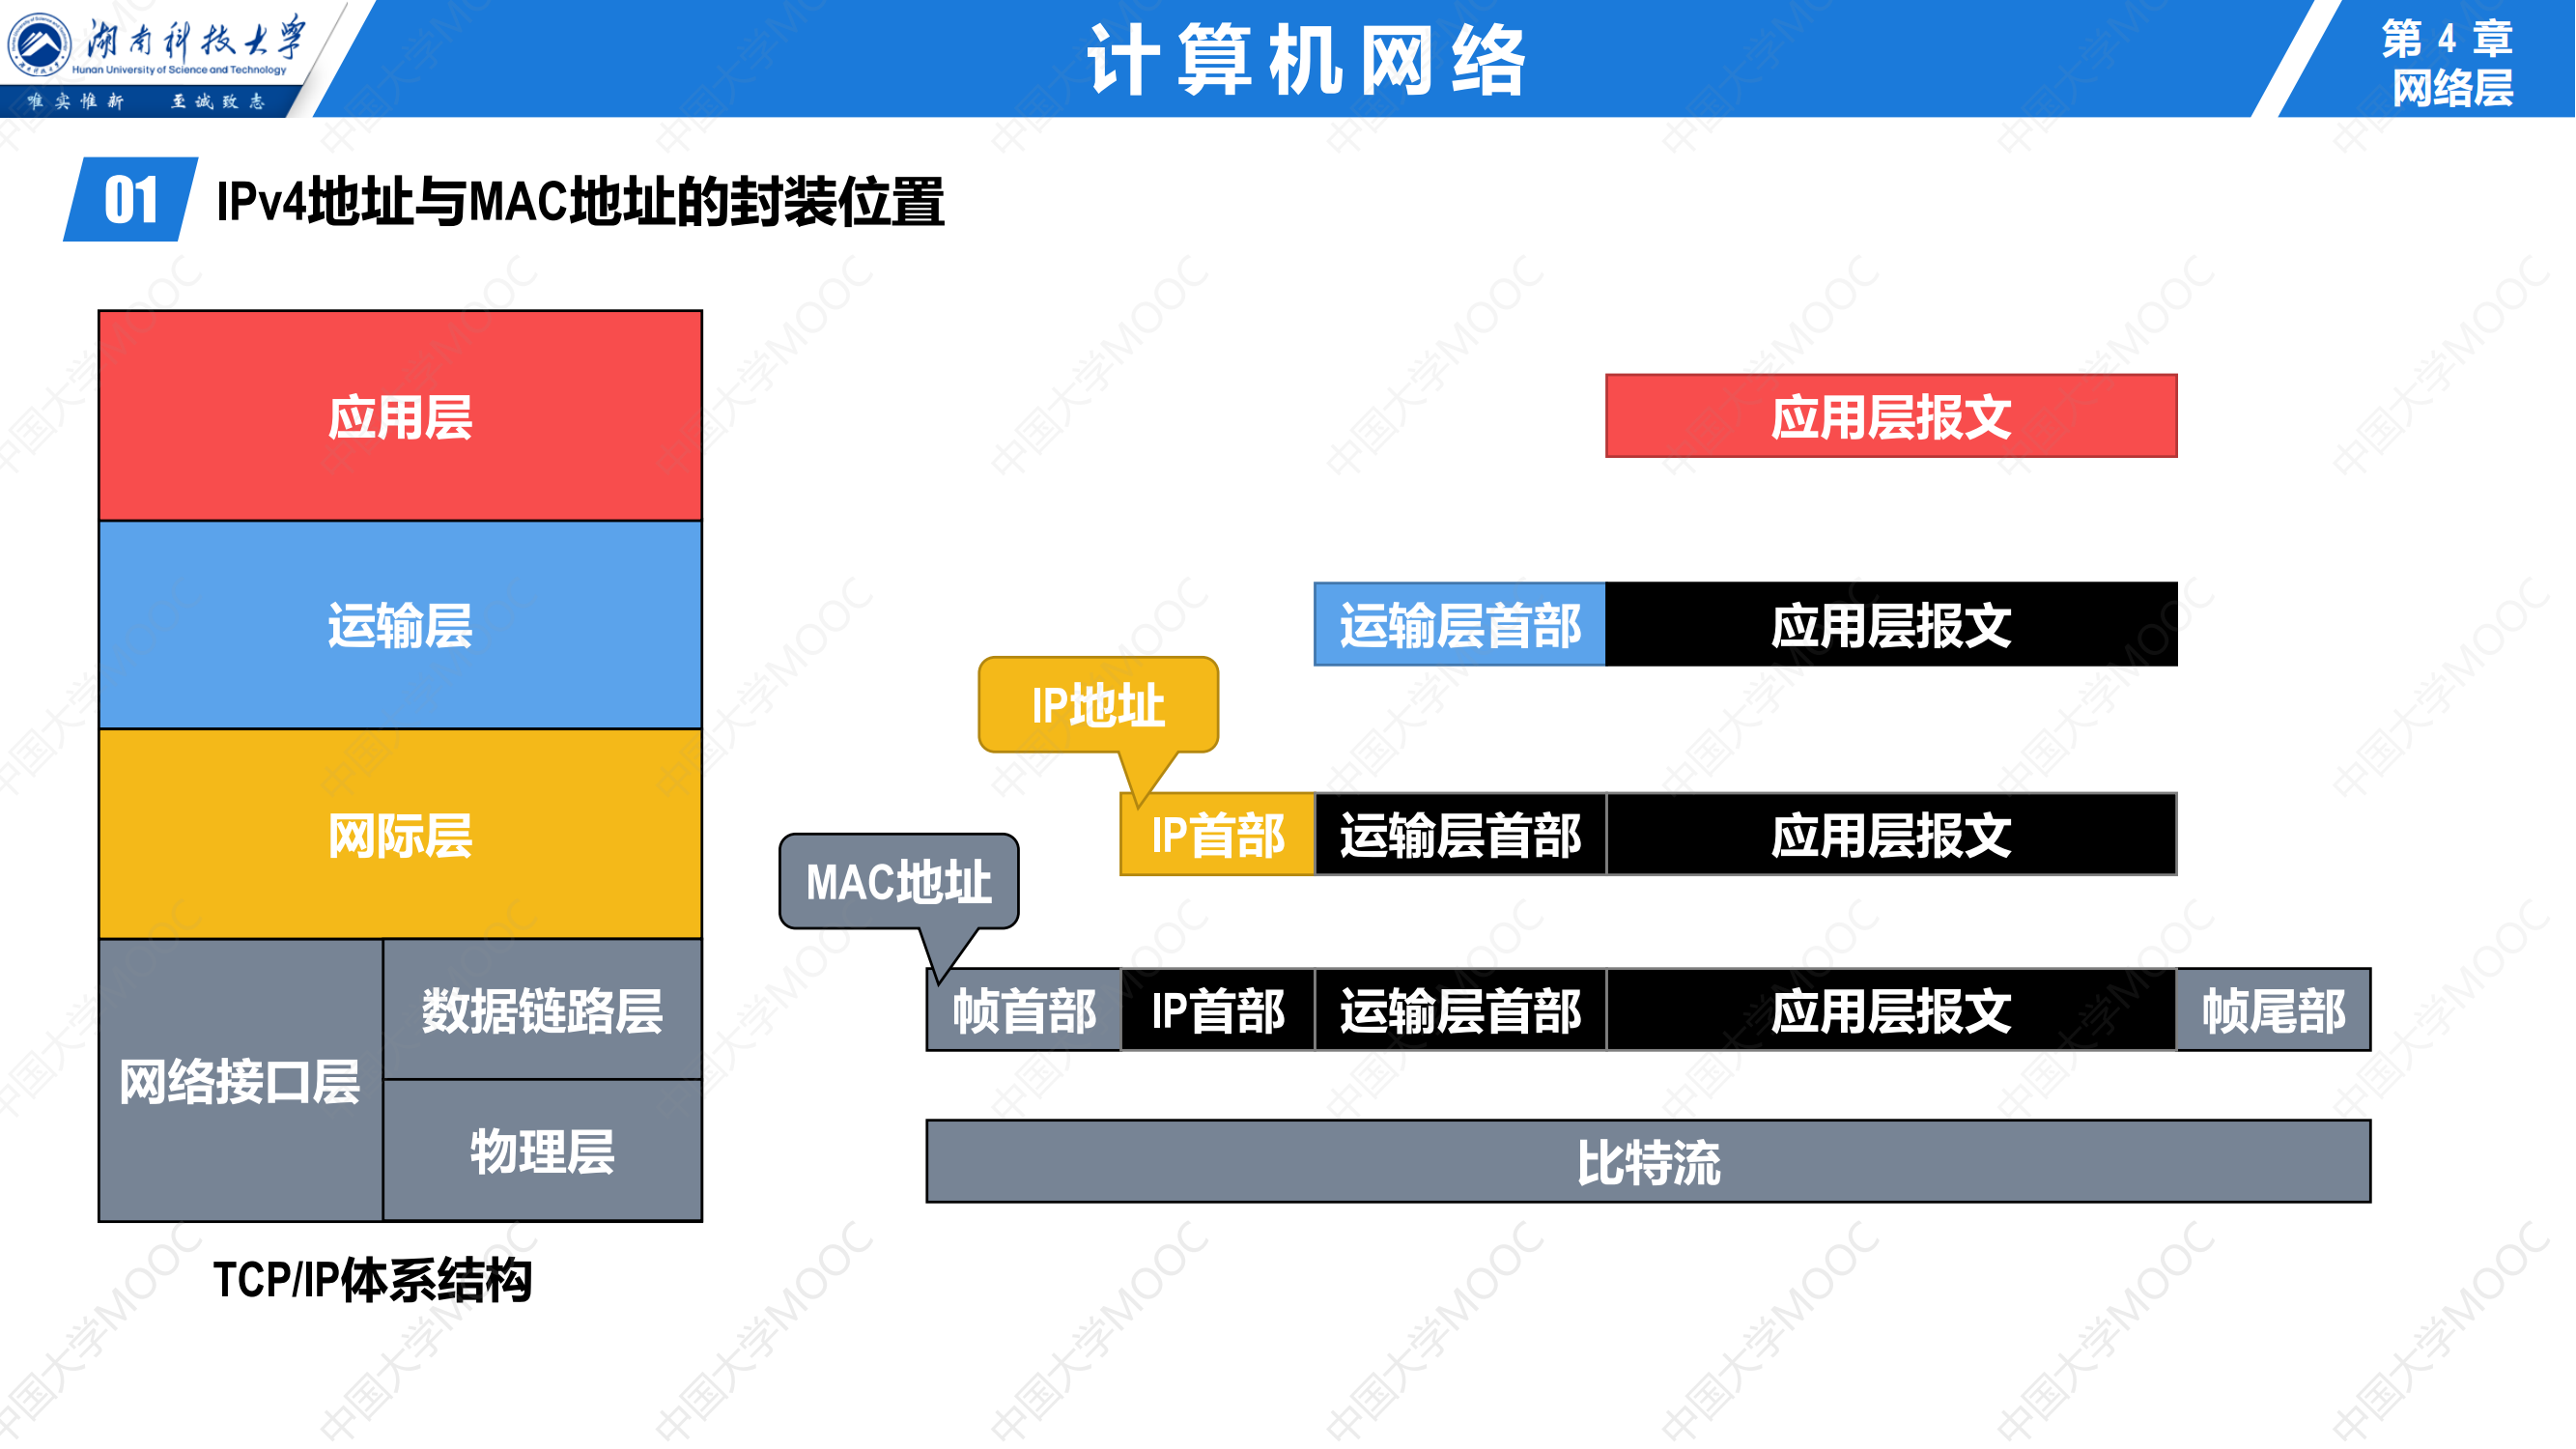 湖南科技大学
Hunan University of Science and Technology
唯实惟新 至诚致志
计算机网络
第 4 章
网络层
01 IPv4地址与MAC地址的封装位置
应用层
应用层报文
运输层
运输层首部 应用层报文
IP地址
网际层
IP首部 运输层首部 应用层报文
MAC地址
网络接口层
数据链路层
帧首部 IP首部 运输层首部 应用层报文 帧尾部
物理层
比特流
TCP/IP体系结构
中国大学MOOC